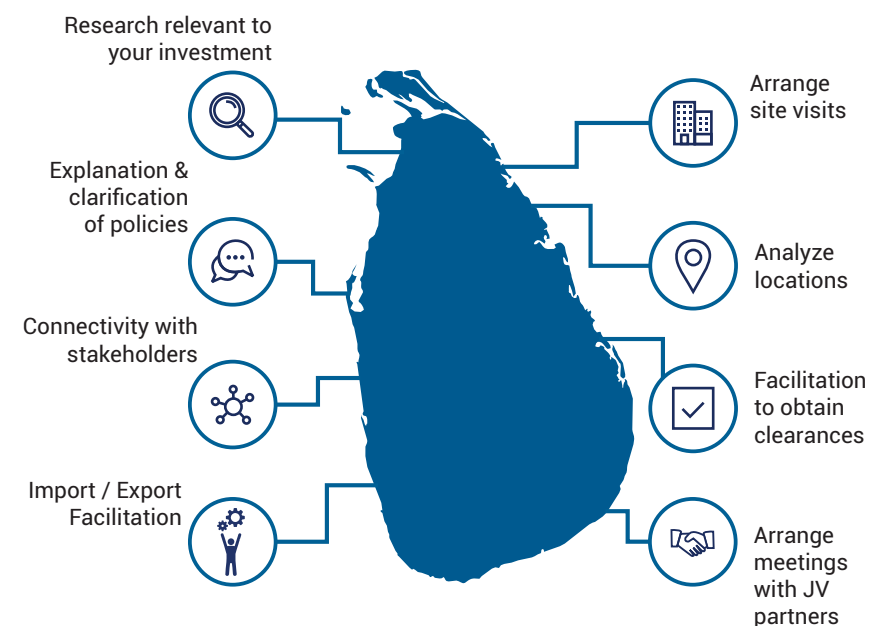 Research relevant to
your investment
Explanation &
clarification
of policies
Connectivity with
stakeholders
Import / Export
Facilitation
Arrange
site visits
Analyze
locations
Facilitation
to obtain
clearances
Arrange
meetings
with JV
partners